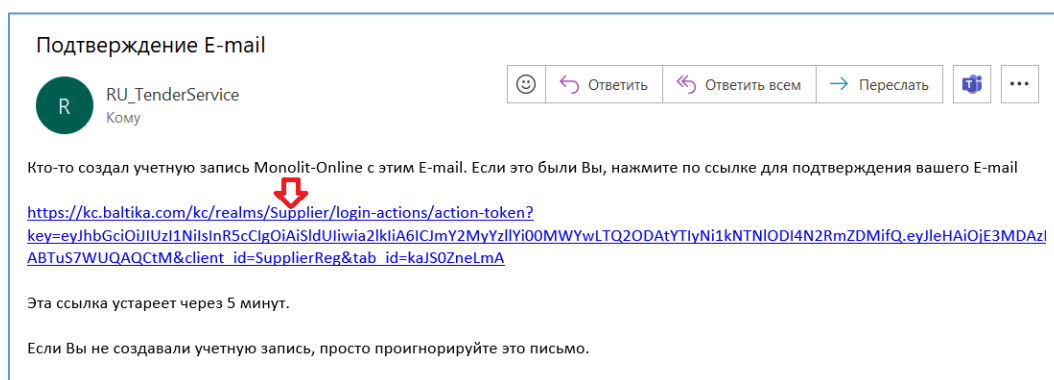 Подтверждение E-mail
R
RU_TenderService
Кому
Ответить
Ответить всем
Переслать
Кто-то создал учетную запись Monolit-Online с этим E-mail. Если это были Вы, нажмите по ссылке для подтверждения вашего E-mail
https://kc.baltika.com/kc/realms/Supplier/login-actions/action-token?
key=eyJhbGciOiJIUzI1NiIsInR5cCIgOiAiSldUIiwia2lkIiA6ICJmY2MyYzllYi00MWYwLTQ2ODAtYTIyNi1kNTNlODI4N2RmZDMifQ.eyJleHAiOjE3MDAzI
ABTuS7WUQAQCtM&client_id=SupplierReg&tab_id=kaJS0ZneLmA
Эта ссылка устареет через 5 минут.
Если Вы не создавали учетную запись, просто проигнорируйте это письмо.